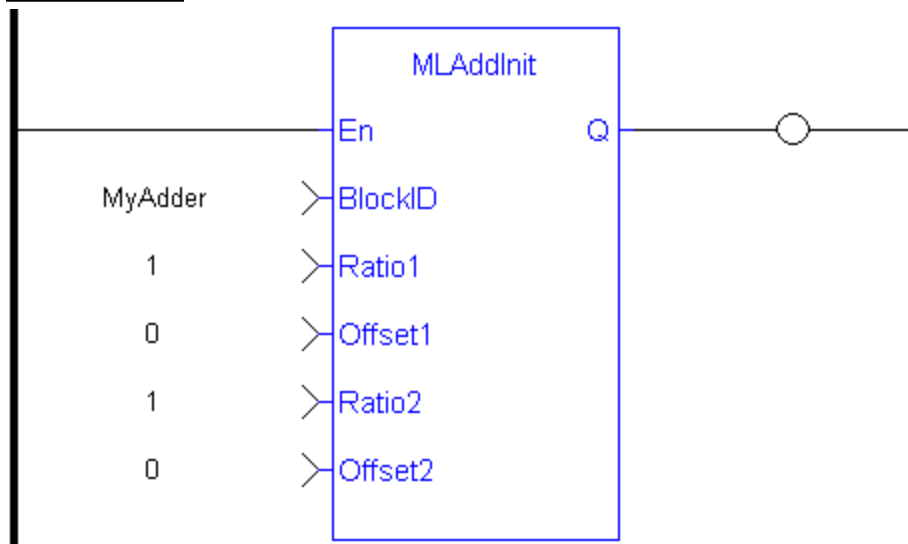 MLAddInit
En Q
MyAdder BlockID
1 Ratio1
0 Offset1
1 Ratio2
0 Offset2